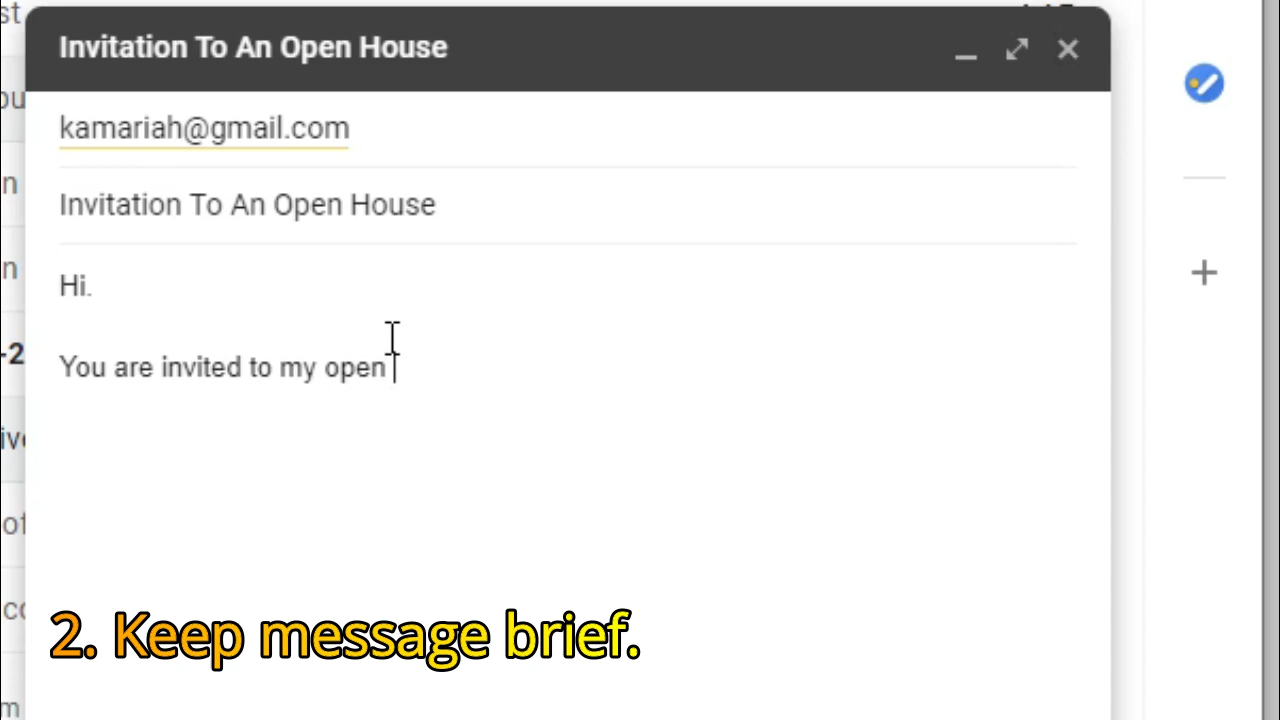 Invitation To An Open House
kamariah@gmail.com
Invitation To An Open House
Hi.
You are invited to my open
2. Keep message brief.